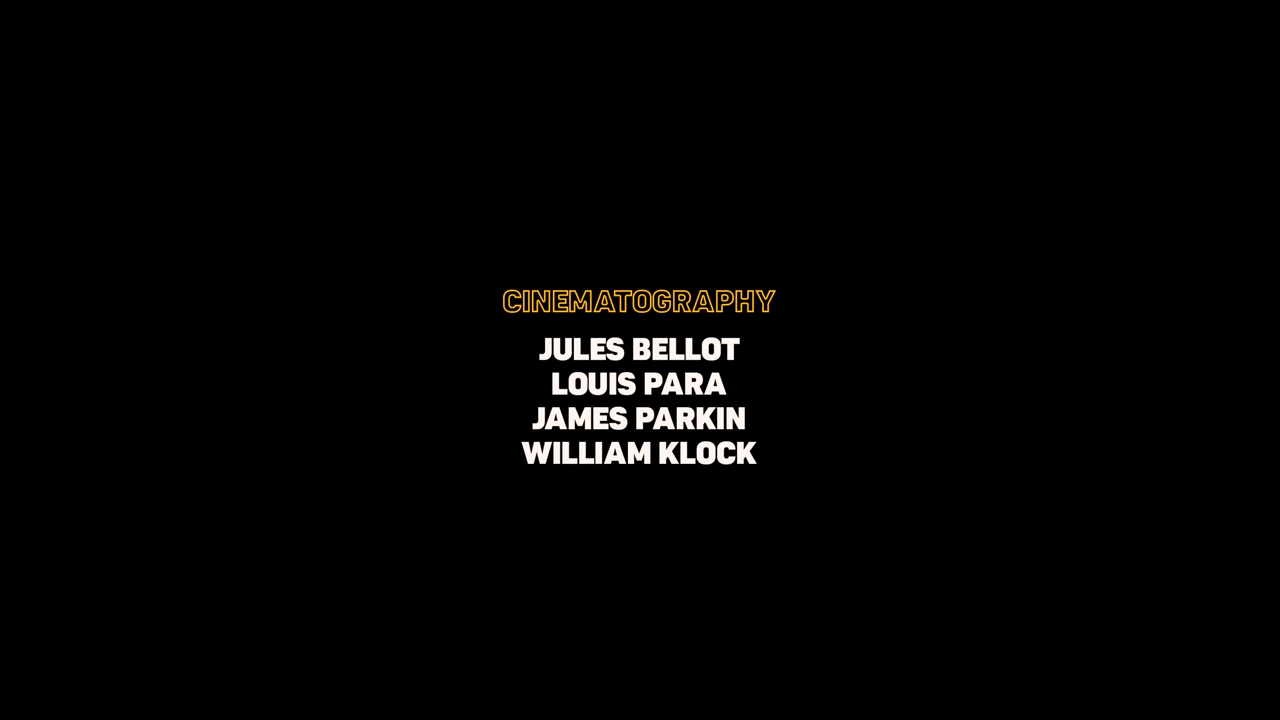 CINEMATOGRAPHY
JULES BELLOT
LOUIS PARA
JAMES PARKIN
WILLIAM KLOCK